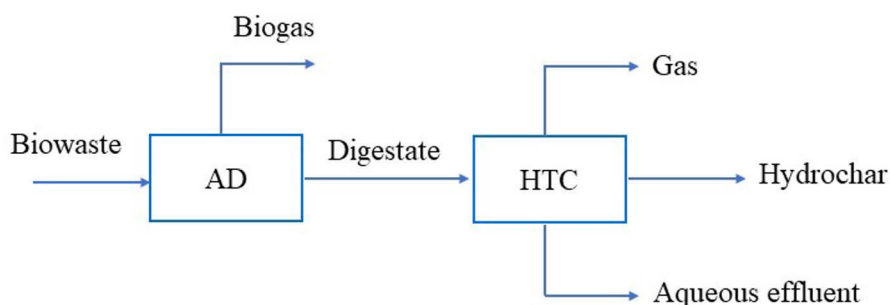 Biogas
Gas
Biowaste
AD
Digestate
HTC
Hydrochar
Aqueous effluent